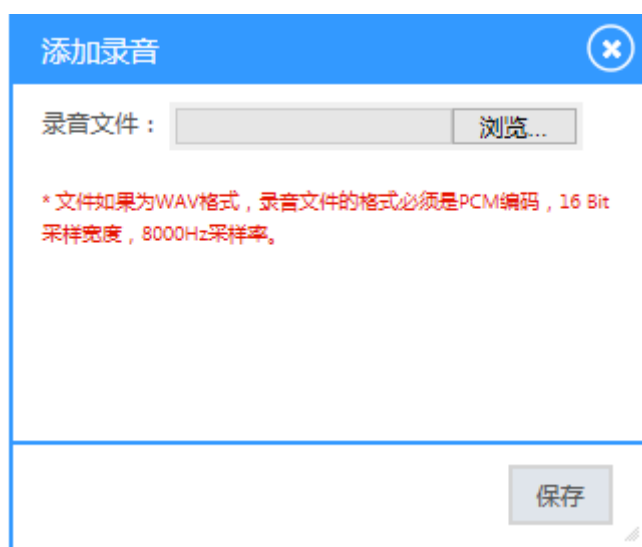 添加录音
录音文件： 浏览...
* 文件如果为WAV格式，录音文件的格式必须是PCM编码，16 Bit
采样宽度，8000Hz采样率。
保存